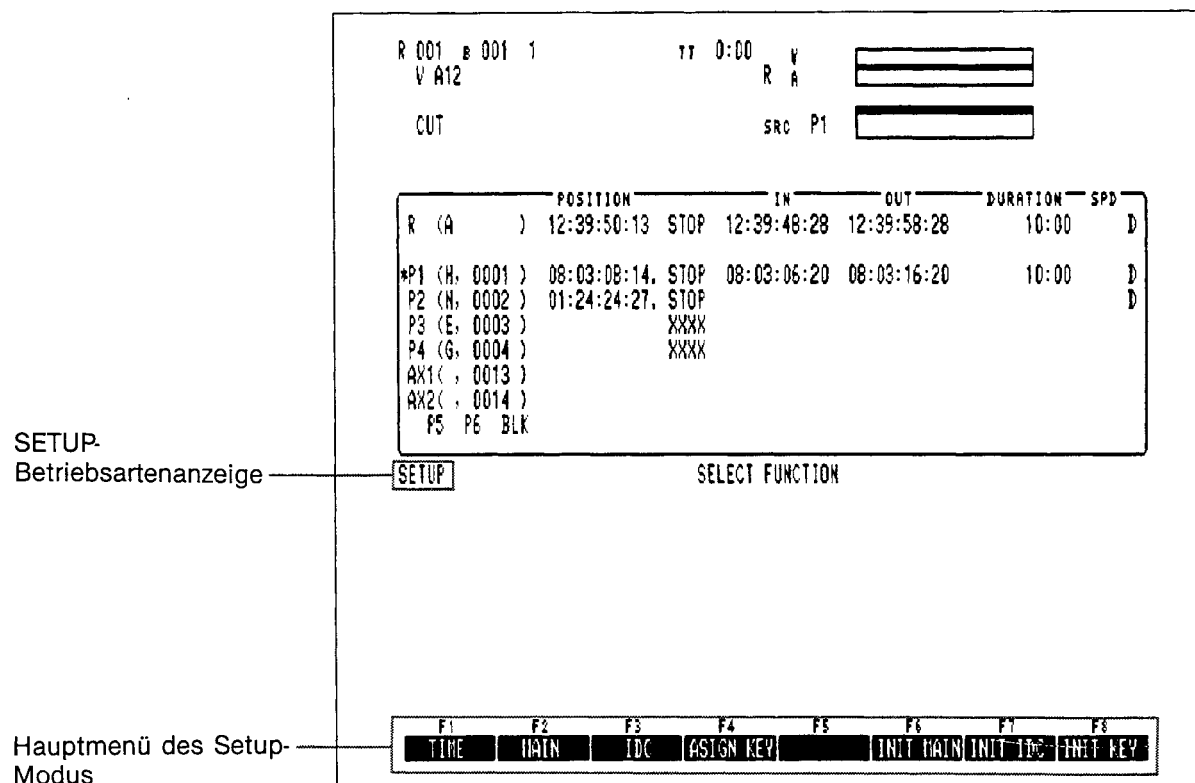 R 001 B 001 1 TT 0:00 V
V A12 R A
CUT SRC P1
POSITION IN OUT DURATION SPD
R (A ) 12:39:50:13 STOP 12:39:48:28 12:39:58:28 10:00 D
*P1 (H, 0001 ) 08:03:08:14. STOP 08:03:06:20 08:03:16:20 10:00 D
P2 (N, 0002 ) 01:24:24:27. STOP D
P3 (E, 0003 ) XXXX
P4 (G, 0004 ) XXXX
AX1( , 0013 )
AX2( , 0014 )
P5 P6 BLK
SETUP-
Betriebsartenanzeige
SETUP SELECT FUNCTION
F1 F2 F3 F4 F5 F6 F7 F8
TIME MAIN IDC ASIGN KEY INIT MAIN INIT IDC INIT KEY
Hauptmenü des Setup-
Modus